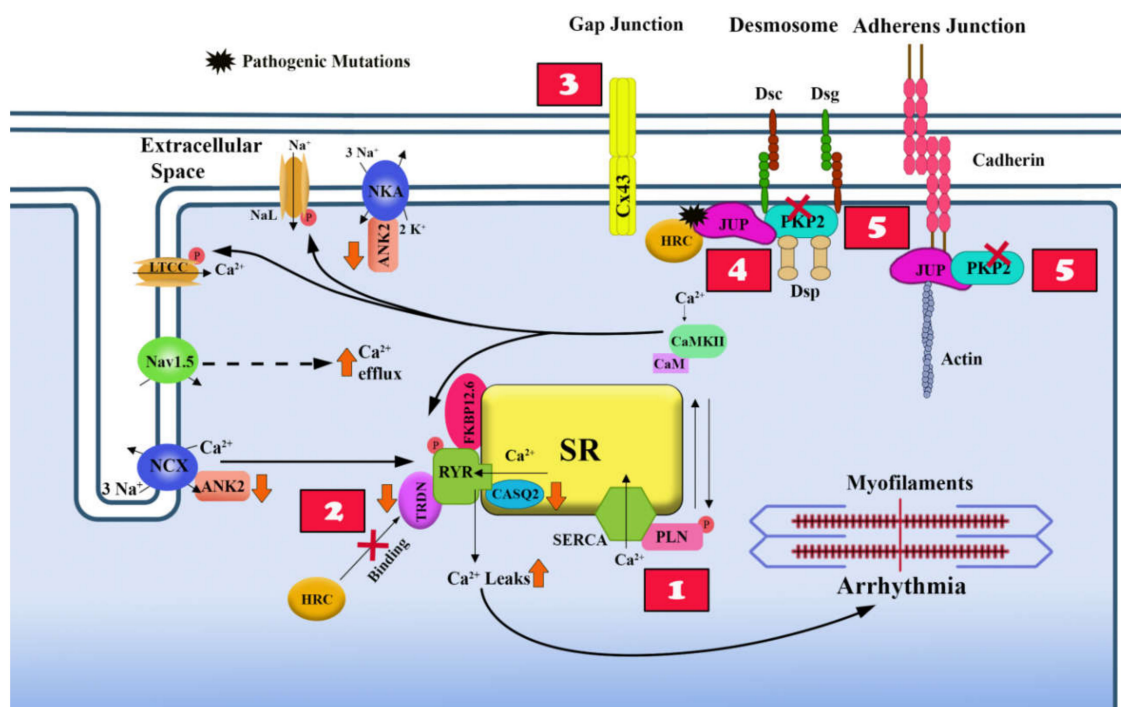 Gap Junction
Desmosome
Adherens Junction
Pathogenic Mutations
3
Dsc
Dsg
Extracellular
Space
Na⁺
3 Na⁺
NKA
Cadherin
NaL
P
2 K⁺
ANK2
Cx43
JUP
PKP2
5
HRC
4
Dsp
JUP
PKP2
5
P
LTCC
Ca²⁺
Ca²⁺
CaMKII
CaM
Actin
Nav1.5
Ca²⁺
efflux
FKBP12.6
SR
Ca²⁺
NCX
3 Na⁺
ANK2
P
RYR
Ca²⁺
CASQ2
TRDN
2
Binding
HRC
SERCA
PLN
P
Ca²⁺
1
Ca²⁺ Leaks
Myofilaments
Arrhythmia